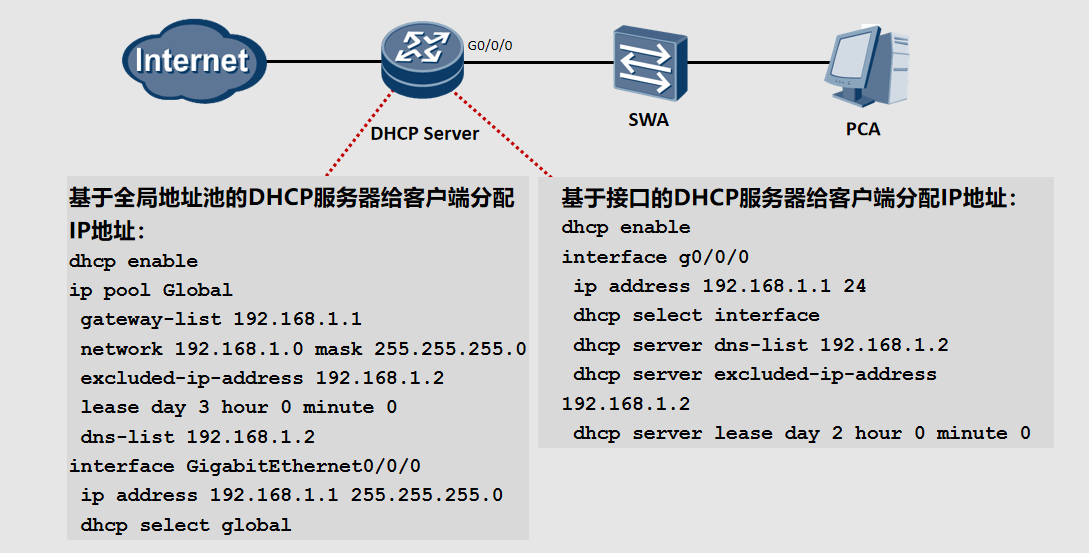 Internet
G0/0/0
DHCP Server
SWA
PCA
基于全局地址池的DHCP服务器给客户端分配
IP地址：
dhcp enable
ip pool Global
gateway-list 192.168.1.1
network 192.168.1.0 mask 255.255.255.0
excluded-ip-address 192.168.1.2
lease day 3 hour 0 minute 0
dns-list 192.168.1.2
interface GigabitEthernet0/0/0
ip address 192.168.1.1 255.255.255.0
dhcp select global
基于接口的DHCP服务器给客户端分配IP地址：
dhcp enable
interface g0/0/0
ip address 192.168.1.1 24
dhcp select interface
dhcp server dns-list 192.168.1.2
dhcp server excluded-ip-address
192.168.1.2
dhcp server lease day 2 hour 0 minute 0